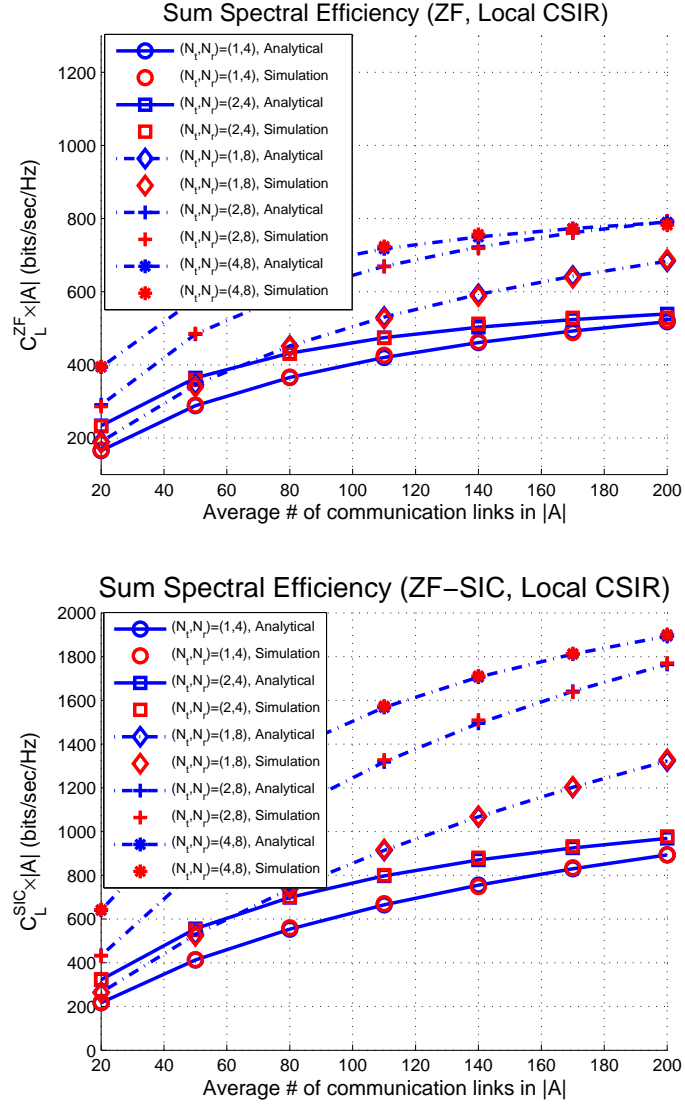 Sum Spectral Efficiency (ZF, Local CSIR)
C_L^ZF×|A| (bits/sec/Hz)
1200
1000
800
600
400
200
(N_t,N_r)=(1,4), Analytical
(N_t,N_r)=(1,4), Simulation
(N_t,N_r)=(2,4), Analytical
(N_t,N_r)=(2,4), Simulation
(N_t,N_r)=(1,8), Analytical
(N_t,N_r)=(1,8), Simulation
(N_t,N_r)=(2,8), Analytical
(N_t,N_r)=(2,8), Simulation
(N_t,N_r)=(4,8), Analytical
(N_t,N_r)=(4,8), Simulation
20 40 60 80 100 120 140 160 180 200
Average # of communication links in |A|
Sum Spectral Efficiency (ZF−SIC, Local CSIR)
C_L^SIC×|A| (bits/sec/Hz)
2000
1800
1600
1400
1200
1000
800
600
400
200
0
(N_t,N_r)=(1,4), Analytical
(N_t,N_r)=(1,4), Simulation
(N_t,N_r)=(2,4), Analytical
(N_t,N_r)=(2,4), Simulation
(N_t,N_r)=(1.8), Analytical
(N_t,N_r)=(1,8), Simulation
(N_t,N_r)=(2,8), Analytical
(N_t,N_r)=(2,8), Simulation
(N_t,N_r)=(4,8), Analytical
(N_t,N_r)=(4,8), Simulation
20 40 60 80 100 120 140 160 180 200
Average # of communication links in |A|